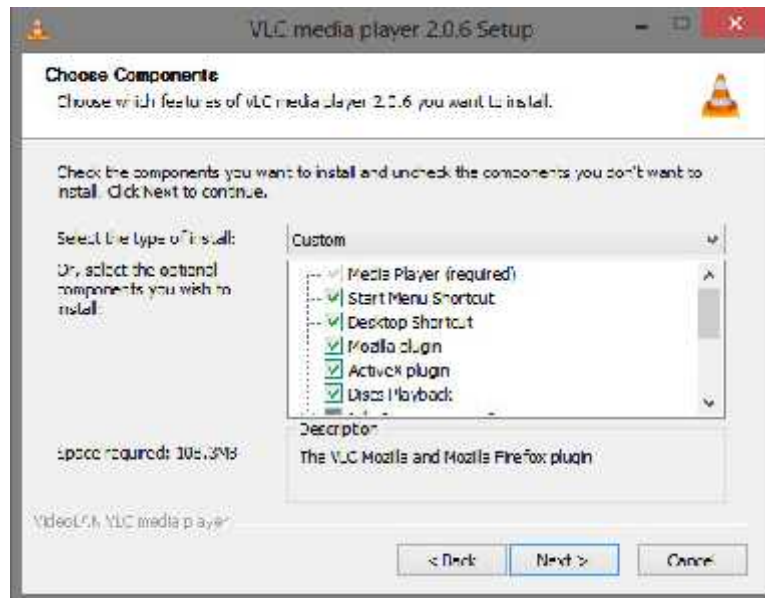 VLC media player 2.0.6 Setup
Choose Components
Choose which features of VLC media player 2.0.6 you want to install.
Check the components you want to install and uncheck the components you don't want to
install. Click Next to continue.
Select the type of install:
Custom
Or, select the optional
components you wish to
install:
Media Player (required)
Start Menu Shortcut
Desktop Shortcut
Mozilla plugin
ActiveX plugin
Discs Playback
Description
Space required: 108.3MB
The VLC Mozilla and Mozilla Firefox plugin
VideoLAN VLC media player
< Back
Next >
Cancel